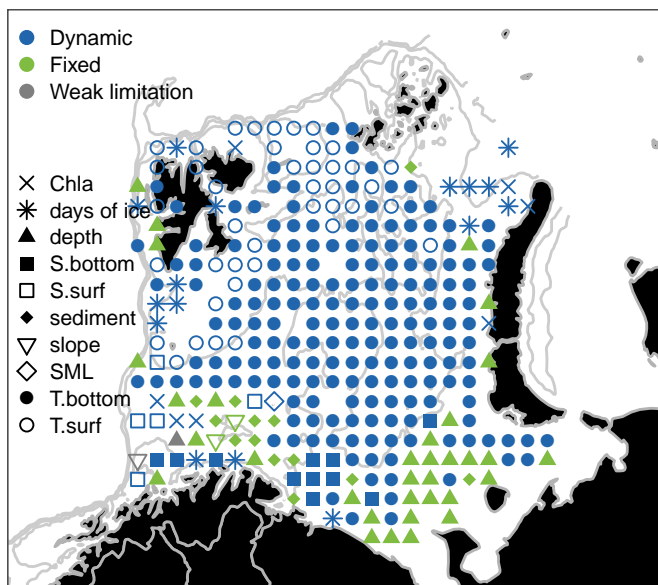 Dynamic
Fixed
Weak limitation
Chla
days of ice
depth
S.bottom
S.surf
sediment
slope
SML
T.bottom
T.surf